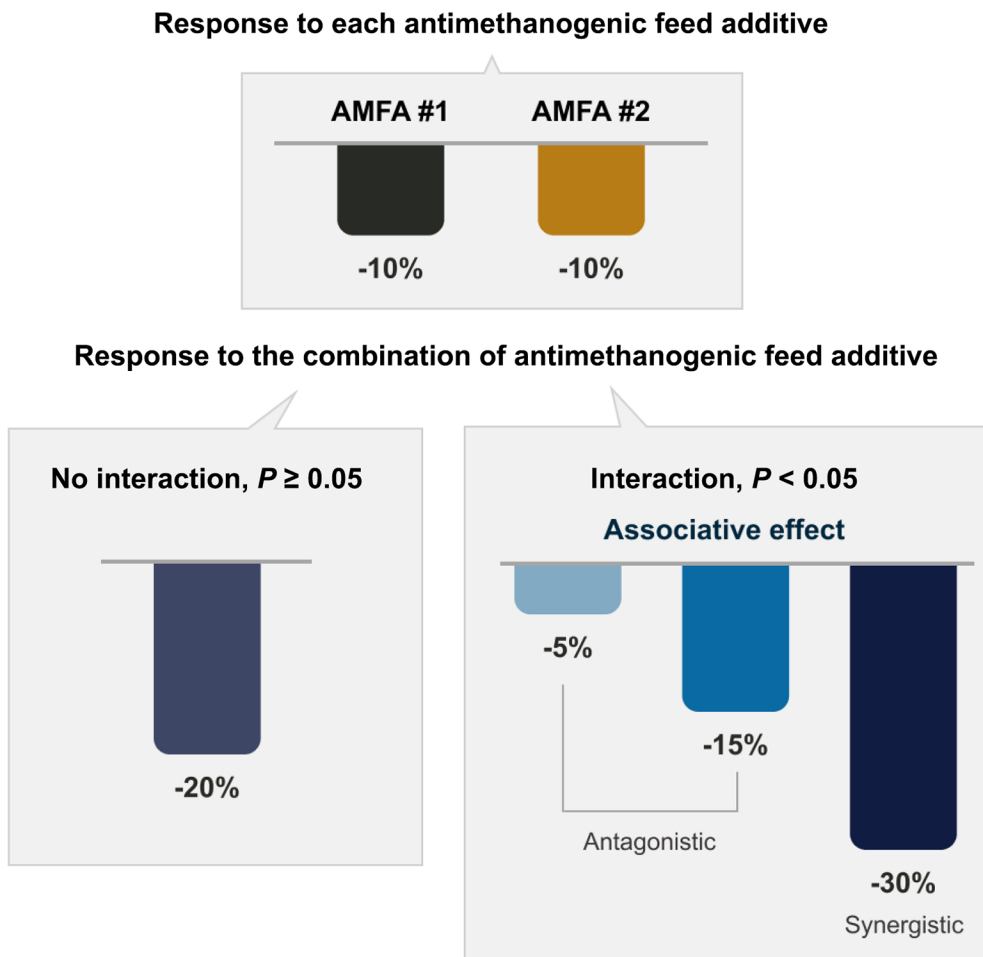 Response to each antimethanogenic feed additive
AMFA #1
AMFA #2
-10%
-10%
Response to the combination of antimethanogenic feed additive
No interaction, P ≥ 0.05
-20%
Interaction, P < 0.05
Associative effect
-5%
-15%
Antagonistic
-30%
Synergistic